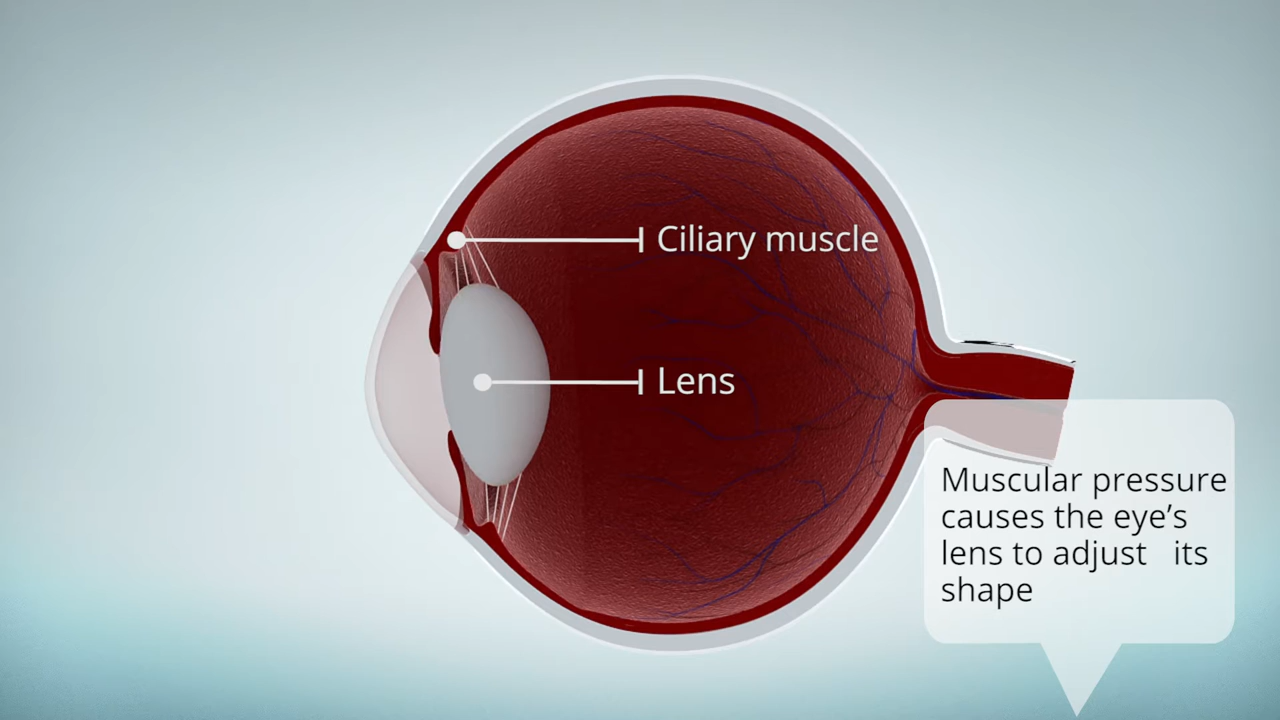 Ciliary muscle
Lens
Muscular pressure
causes the eye’s
lens to adjust its
shape